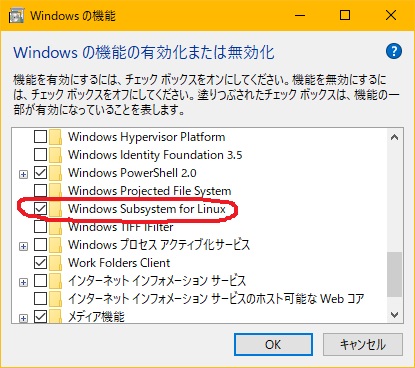 Windows の機能
Windows の機能の有効化または無効化
機能を有効にするには、チェック ボックスをオンにしてください。機能を無効にするに
は、チェック ボックスをオフにしてください。塗りつぶされたチェック ボックスは、機能の一
部が有効になっていることを表します。
Windows Hypervisor Platform
Windows Identity Foundation 3.5
Windows PowerShell 2.0
Windows Projected File System
Windows Subsystem for Linux
Windows TIFF IFilter
Windows プロセス アクティブ化サービス
Work Folders Client
インターネット インフォメーション サービス
インターネット インフォメーション サービスのホスト可能な Web コア
メディア機能
OK
キャンセル